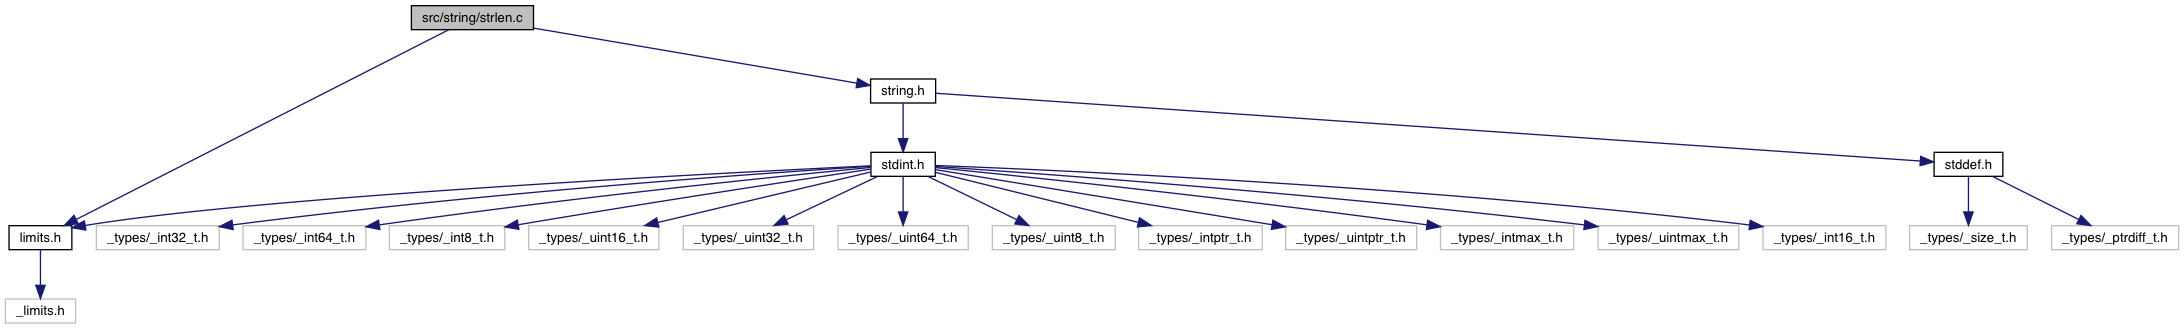 src/string/strlen.c
string.h
stdint.h
stddef.h
limits.h
_types/_int32_t.h
_types/_int64_t.h
_types/_int8_t.h
_types/_uint16_t.h
_types/_uint32_t.h
_types/_uint64_t.h
_types/_uint8_t.h
_types/_intptr_t.h
_types/_uintptr_t.h
_types/_intmax_t.h
_types/_uintmax_t.h
_types/_int16_t.h
_types/_size_t.h
_types/_ptrdiff_t.h
_limits.h